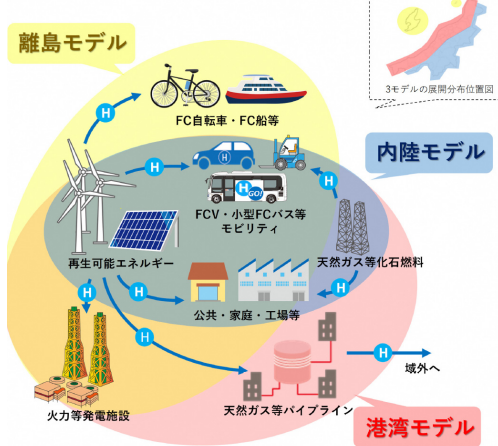 離島モデル
3モデルの展開分布位置図
H
FC自転車・FC船等
内陸モデル
H
H
H
H GO!
FCV・小型FCバス等
モビリティ
再生可能エネルギー
天然ガス等化石燃料
H
H
H
公共・家庭・工場等
H
H
域外へ
火力等発電施設
天然ガス等パイプライン
港湾モデル